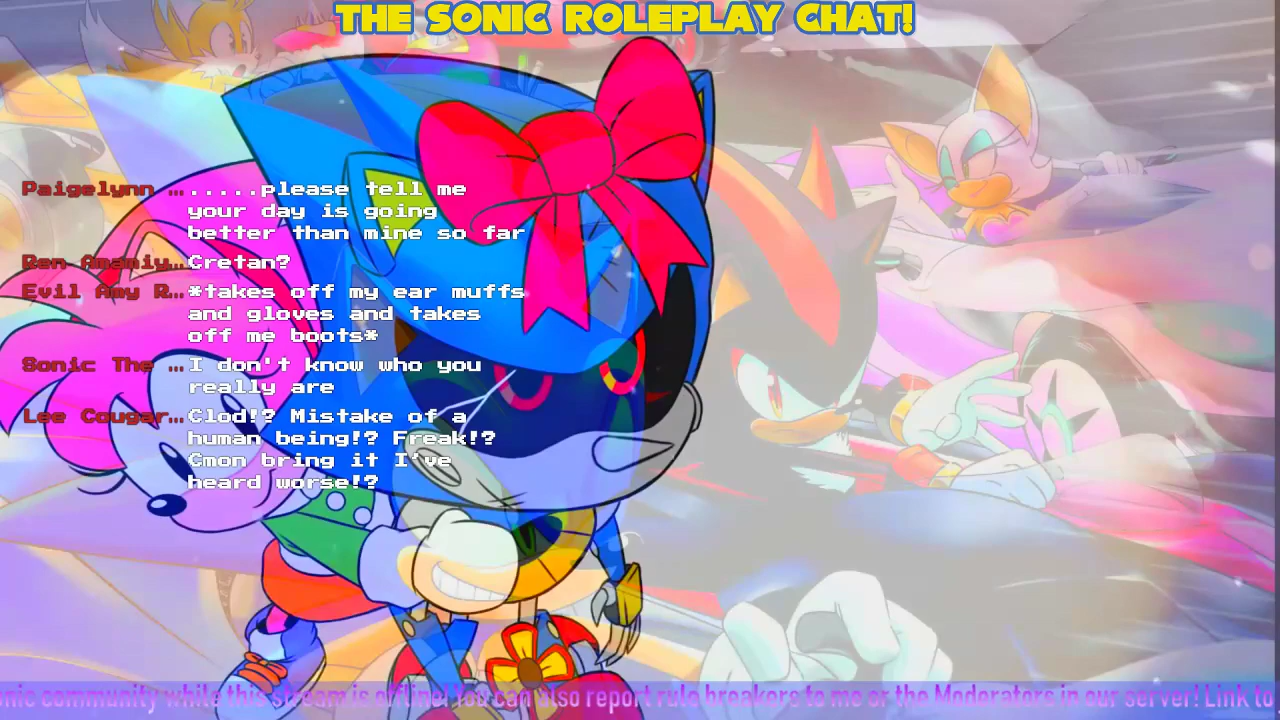 THE SONIC ROLEPLAY CHAT!
Paigelynn ... .....please tell me
your day is going
better than mine so far
Ren Amamiy... Cretan?
Evil Amy R... *takes off my ear muffs
and gloves and takes
off me boots*
Sonic The ... I don't know who you
really are
Lee Cougar... Clod!? Mistake of a
human being!? Freak!?
Cmon bring it I've
heard worse!?
onic community while this stream is offline! You can also report rule breakers to me or the Moderators in our server! Link to